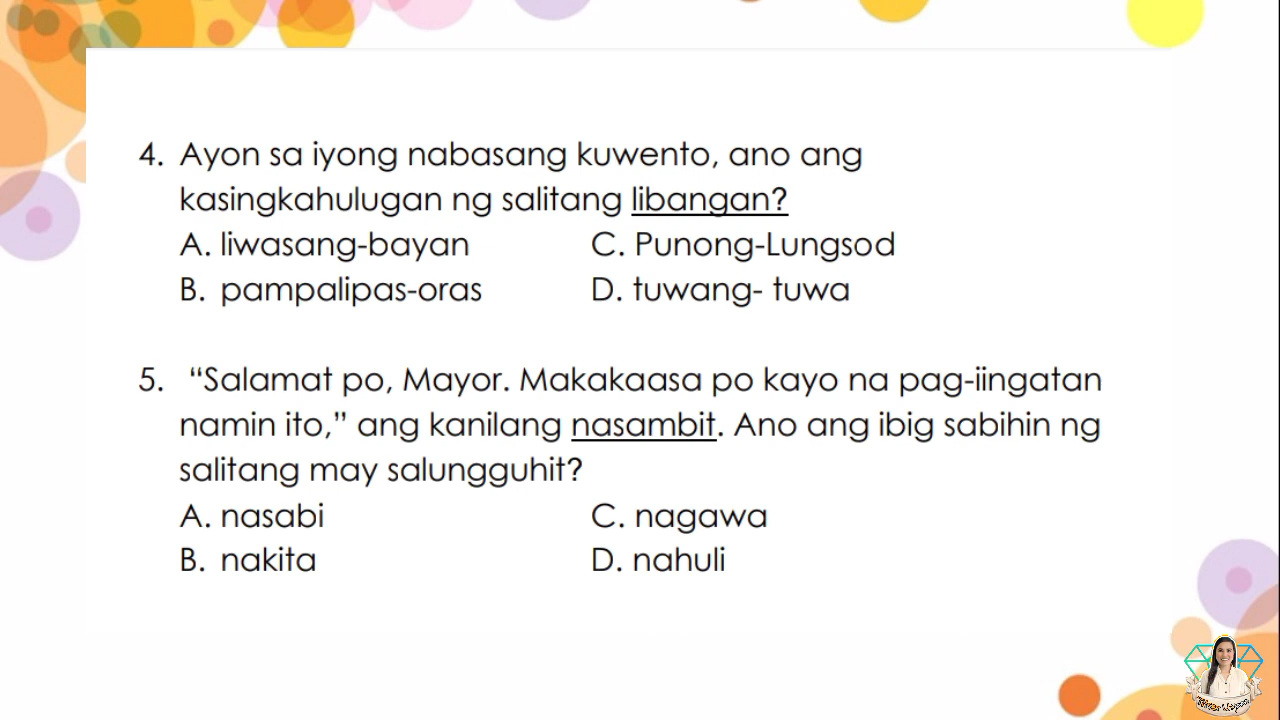 4. Ayon sa iyong nabasang kuwento, ano ang
kasingkahulugan ng salitang libangan?
A. liwasang-bayan C. Punong-Lungsod
B. pampalipas-oras D. tuwang- tuwa
5. “Salamat po, Mayor. Makakaasa po kayo na pag-iingatan
namin ito,” ang kanilang nasambit. Ano ang ibig sabihin ng
salitang may salungguhit?
A. nasabi C. nagawa
B. nakita D. nahuli